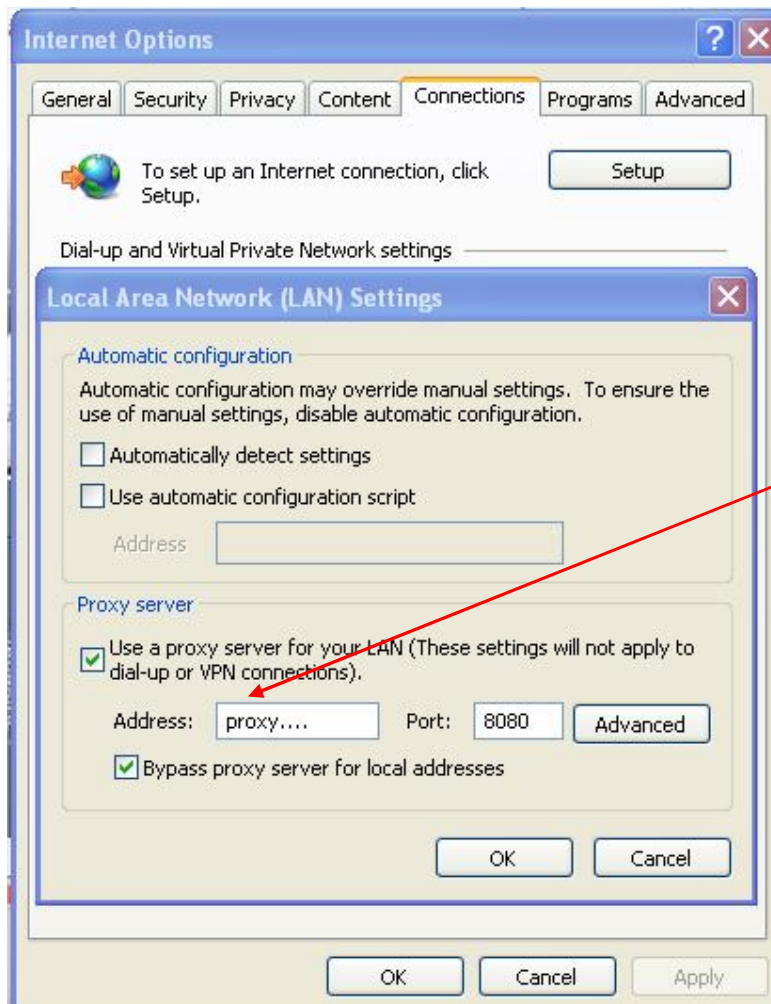 Internet Options
General Security Privacy Content Connections Programs Advanced
To set up an Internet connection, click
Setup.
Setup
Dial-up and Virtual Private Network settings
Local Area Network (LAN) Settings
Automatic configuration
Automatic configuration may override manual settings. To ensure the
use of manual settings, disable automatic configuration.
Automatically detect settings
Use automatic configuration script
Address
Proxy server
Use a proxy server for your LAN (These settings will not apply to
dial-up or VPN connections).
Address: proxy.... Port: 8080 Advanced
Bypass proxy server for local addresses
OK Cancel
OK Cancel Apply